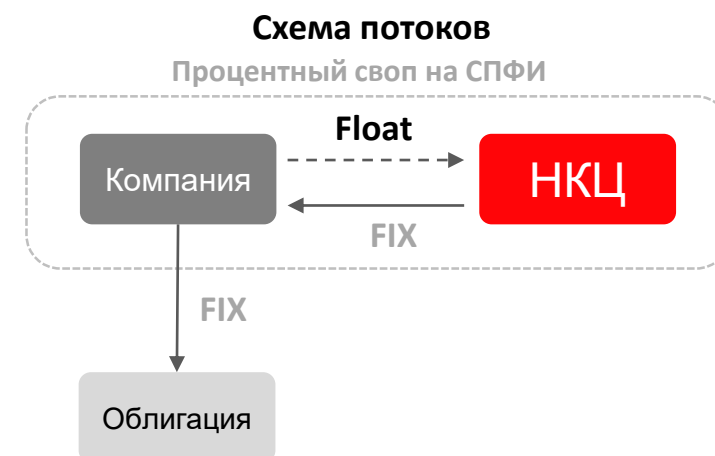 Схема потоков
Процентный своп на СПФИ
Float
Компания
НКЦ
FIX
FIX
Облигация